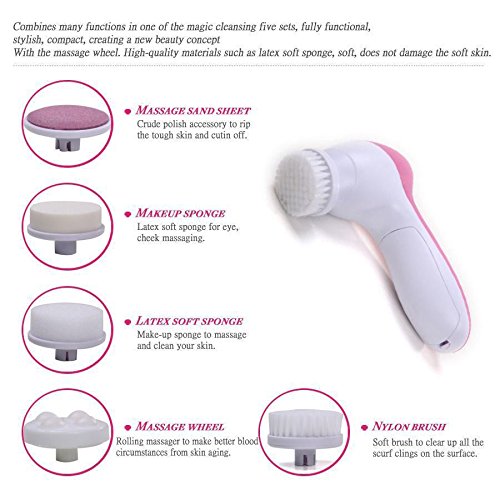 Combines many functions in one of the magic cleansing five sets, fully functional,
stylish, compact, creating a new beauty concept
With the massage wheel. High-quality materials such as latex soft sponge, soft, does not damage the soft skin.
MASSAGE SAND SHEET
Crude polish accessory to rip
the tough skin and cutin off.
MAKEUP SPONGE
Latex soft sponge for eye,
cheek massaging.
LATEX SOFT SPONGE
Make-up sponge to massage
and clean your skin.
MASSAGE WHEEL
Rolling massager to make better blood
circumstances from skin aging.
NYLON BRUSH
Soft brush to clear up all the
scurf clings on the surface.